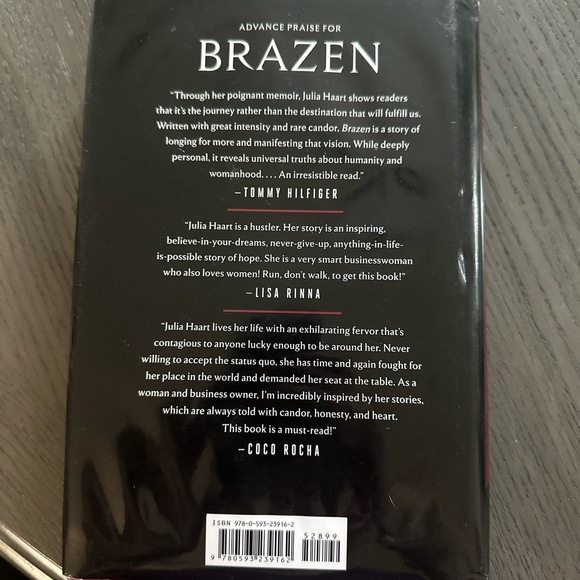 ADVANCE PRAISE FOR
BRAZEN
"Through her poignant memoir, Julia Haart shows readers
that it's the journey rather than the destination that will fulfill us.
Written with great intensity and rare candor, Brazen is a story of
longing for more and manifesting that vision. While deeply
personal, it reveals universal truths about humanity and
womanhood. . . . An irresistible read."
—TOMMY HILFIGER
"Julia Haart is a hustler. Her story is an inspiring,
believe-in-your-dreams, never-give-up, anything-in-life-
is-possible story of hope. She is a very smart businesswoman
who also loves women! Run, don't walk, to get this book!"
—LISA RINNA
"Julia Haart lives her life with an exhilarating fervor that's
contagious to anyone lucky enough to be around her. Never
willing to accept the status quo, she has time and again fought for
her place in the world and demanded her seat at the table. As a
woman and business owner, I'm incredibly inspired by her stories,
which are always told with candor, honesty, and heart.
This book is a must-read!"
—COCO ROCHA
ISBN 978-0-593-23916-2
52899
9 780593 239162